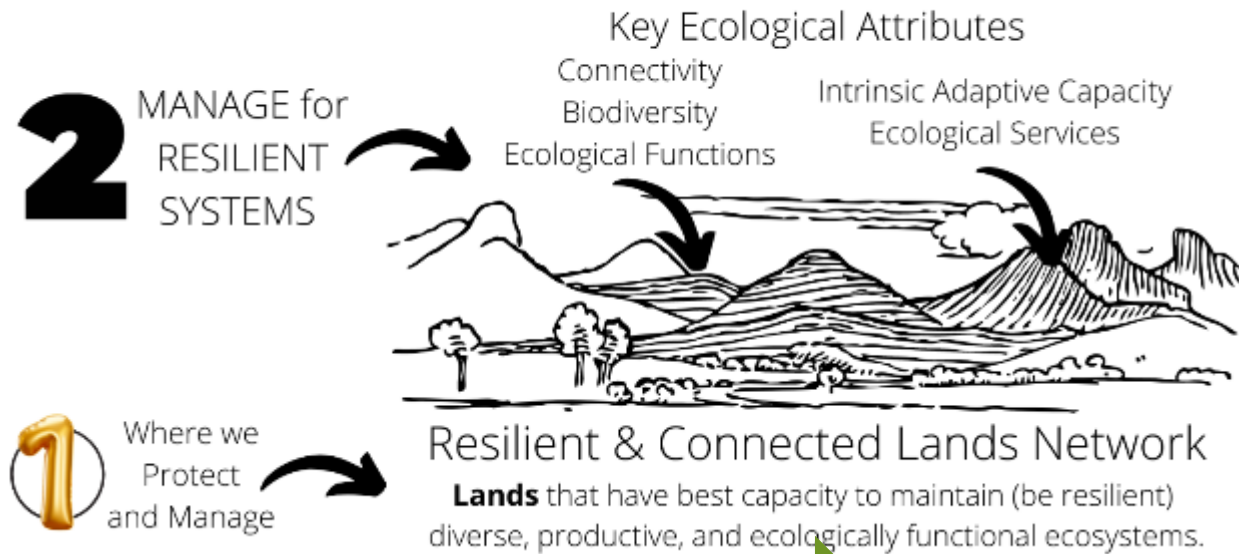 Key Ecological Attributes
Connectivity
Biodiversity
Ecological Functions
Intrinsic Adaptive Capacity
Ecological Services
2
MANAGE for
RESILIENT
SYSTEMS
1
Where we
Protect
and Manage
Resilient & Connected Lands Network
Lands that have best capacity to maintain (be resilient)
diverse, productive, and ecologically functional ecosystems.